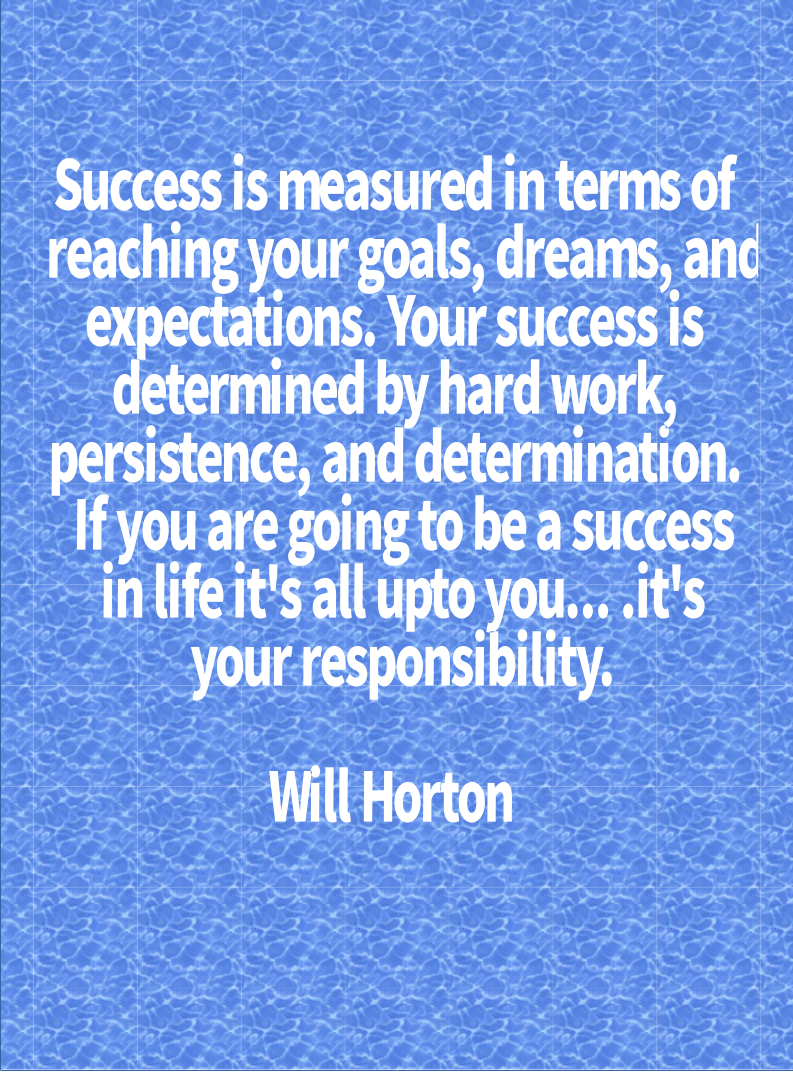 Success is measured in terms of
reaching your goals, dreams, and
expectations. Your success is
determined by hard work,
persistence, and determination.
If you are going to be a success
in life it's all upto you... .it's
your responsibility.
Will Horton